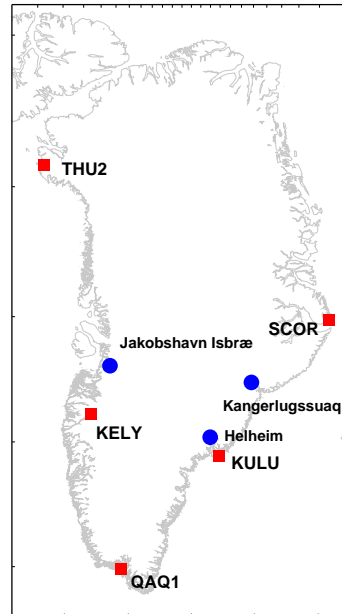 THU2
SCOR
Jakobshavn Isbræ
Kangerlugssuaq
KELY
Helheim
KULU
QAQ1